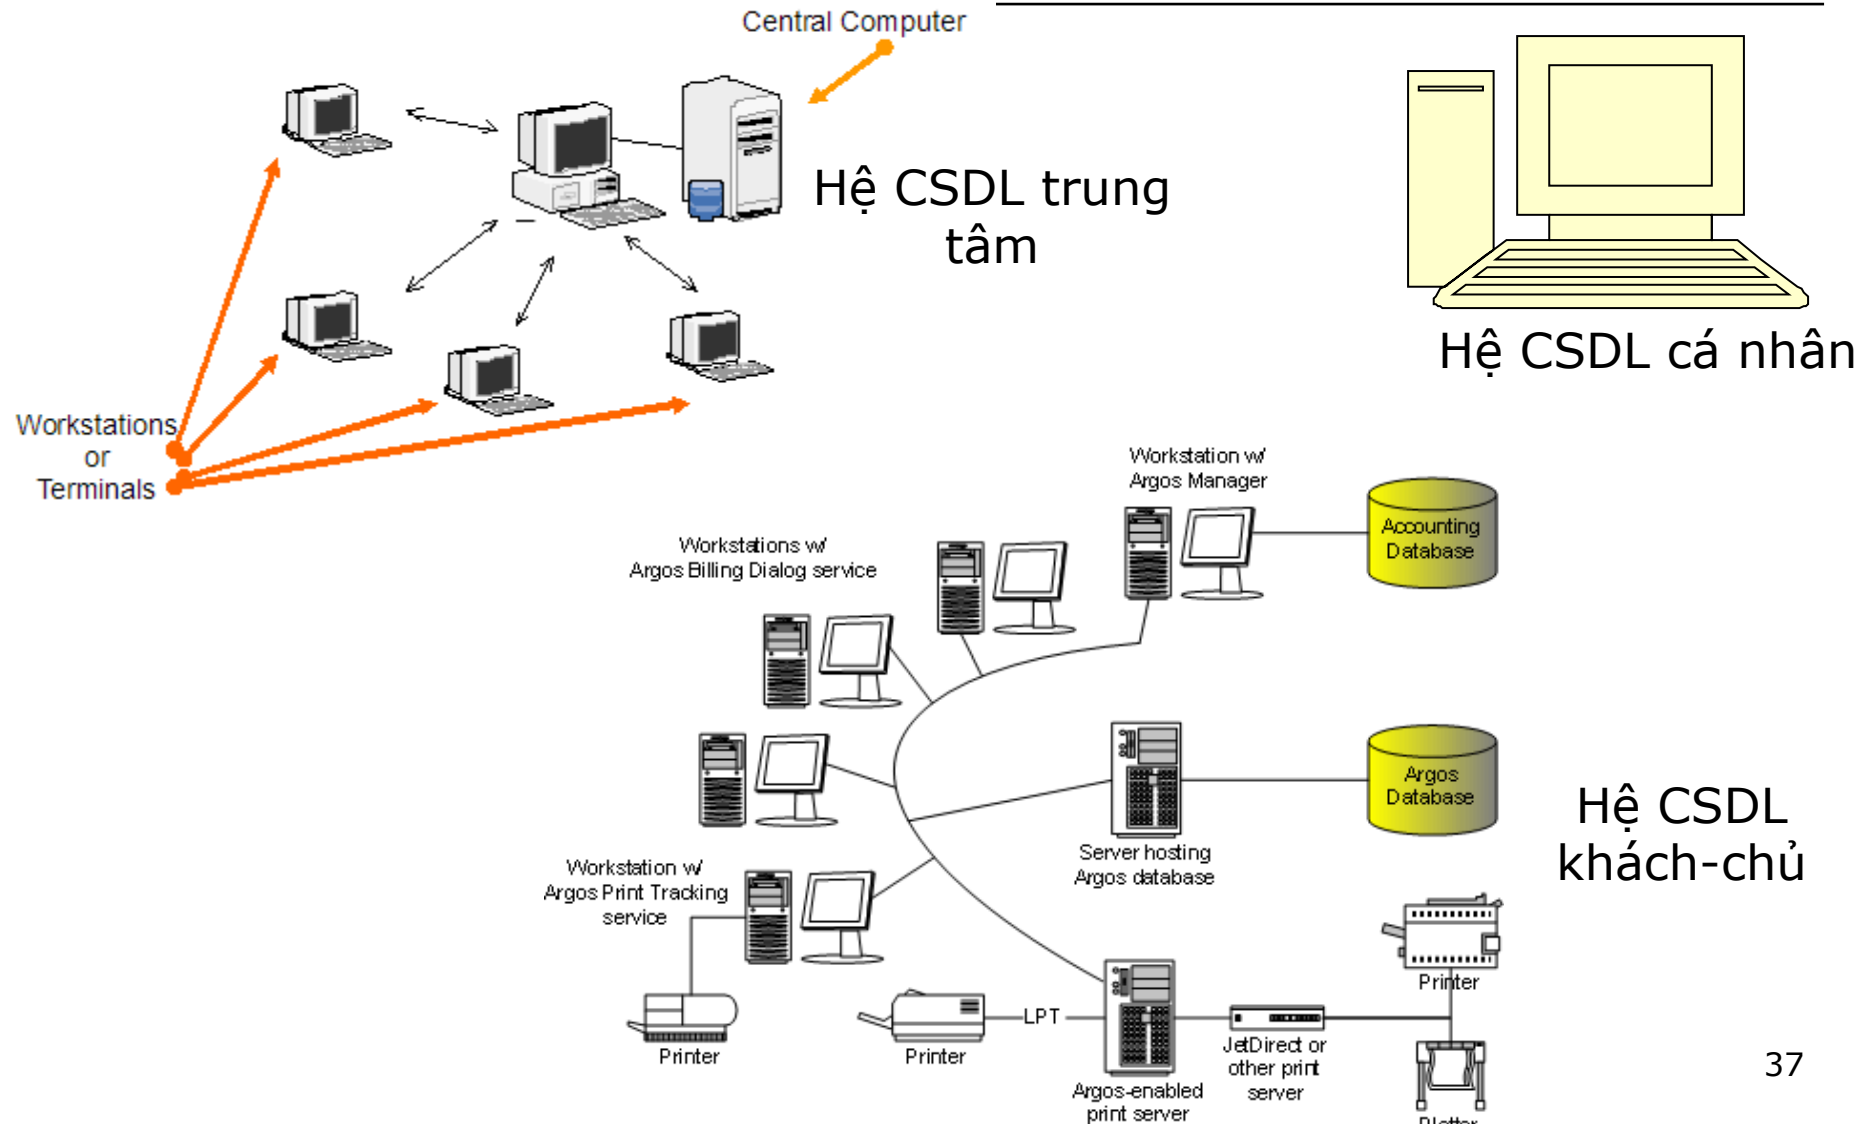 Central Computer
Hệ CSDL trung
tâm
Hệ CSDL cá nhân
Workstations
or
Terminals
Workstation w/
Argos Manager
Accounting
Database
Workstations w/
Argos Billing Dialog service
Argos
Database
Hệ CSDL
khách-chủ
Server hosting
Argos database
Workstation w/
Argos Print Tracking
service
Printer
Printer
LPT
Printer
JetDirect or
other print
server
Argos-enabled
print server
Plotter
37